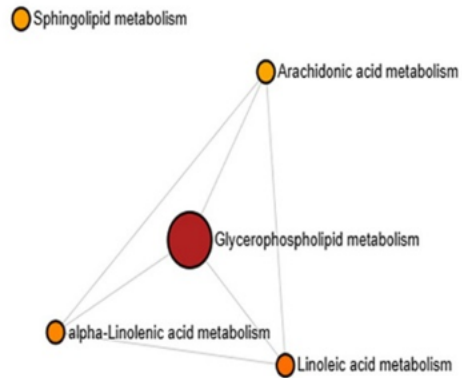 Sphingolipid metabolism
Arachidonic acid metabolism
Glycerophospholipid metabolism
alpha-Linolenic acid metabolism
Linoleic acid metabolism